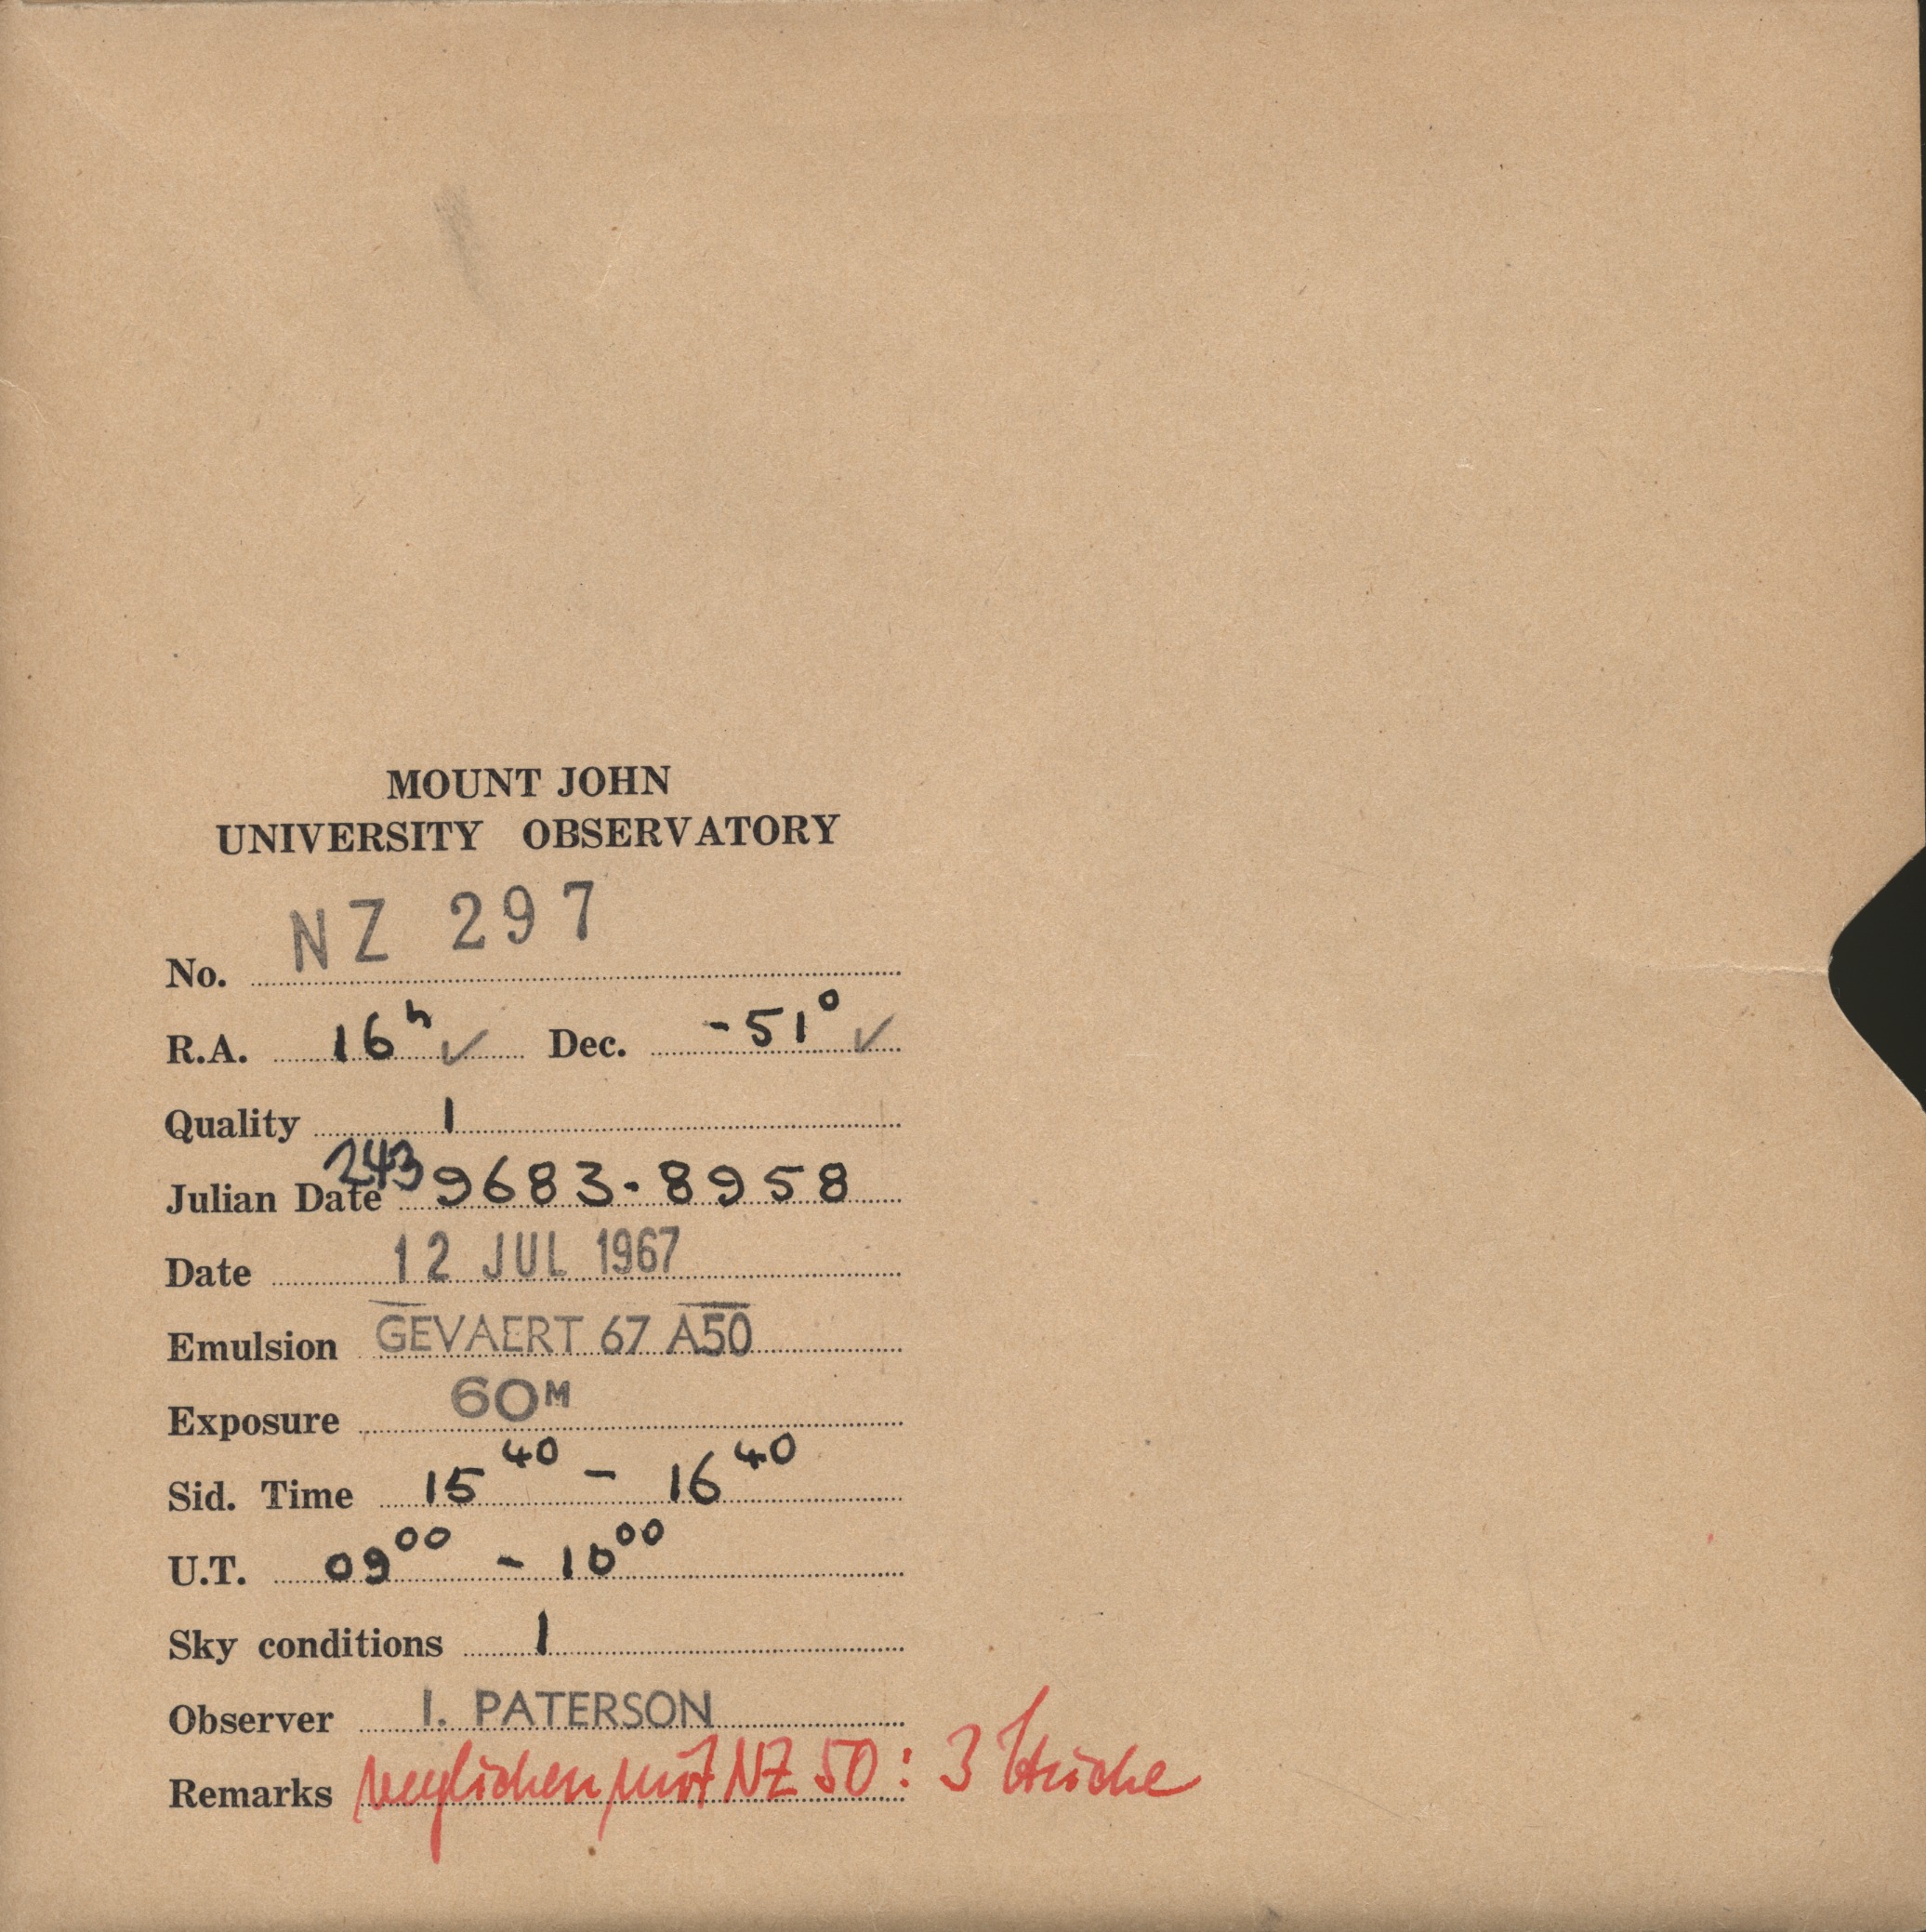 MOUNT JOHN
UNIVERSITY OBSERVATORY
No. NZ 297
R.A. 16h ✓ Dec. -51° ✓
Quality 1
Julian Date 2439683.8958
Date 12 JUL 1967
Emulsion GEVAERT 67 A50
Exposure 60M
Sid. Time 15 40 - 16 40
U.T. 09 00 - 10 00
Sky conditions 1
Observer I. PATERSON
Remarks verglichen mit NZ 50: 3 Striche